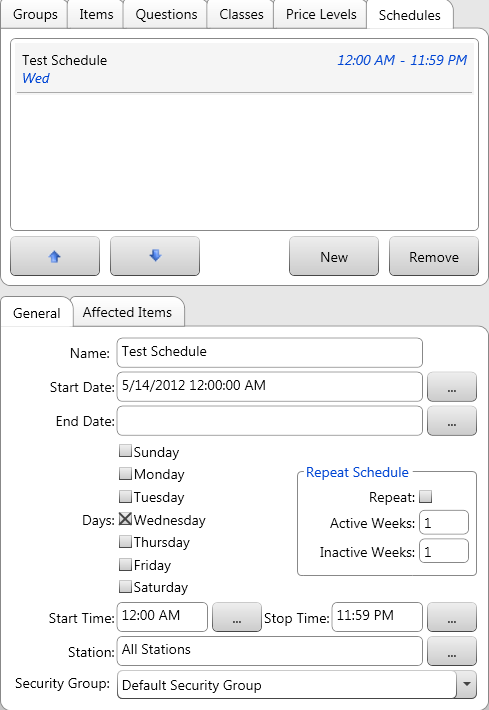 Groups Items Questions Classes Price Levels Schedules
Test Schedule 12:00 AM - 11:59 PM
Wed
New Remove
General Affected Items
Name: Test Schedule
Start Date: 5/14/2012 12:00:00 AM ...
End Date: ...
Sunday
Monday
Tuesday
Days: Wednesday
Thursday
Friday
Saturday
Repeat Schedule
Repeat:
Active Weeks: 1
Inactive Weeks: 1
Start Time: 12:00 AM ... Stop Time: 11:59 PM ...
Station: All Stations ...
Security Group: Default Security Group